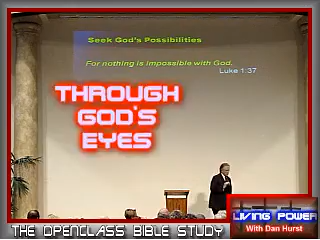 Seek God's Possibilities
For nothing is impossible with God.
Luke 1:37
THROUGH
GOD'S
EYES
LIVING POWER
With Dan Hurst
THE OPENCLASS BIBLE STUDY